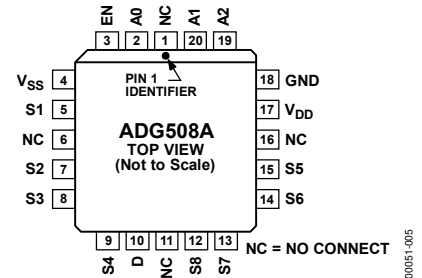 EN A0 NC A1 A2
3 2 1 20 19
VSS 4
S1 5
NC 6
S2 7
S3 8
PIN 1
IDENTIFIER
ADG508A
TOP VIEW
(Not to Scale)
18 GND
17 VDD
16 NC
15 S5
14 S6
9 10 11 12 13
S4 D NC S8 S7
NC = NO CONNECT
00051-005